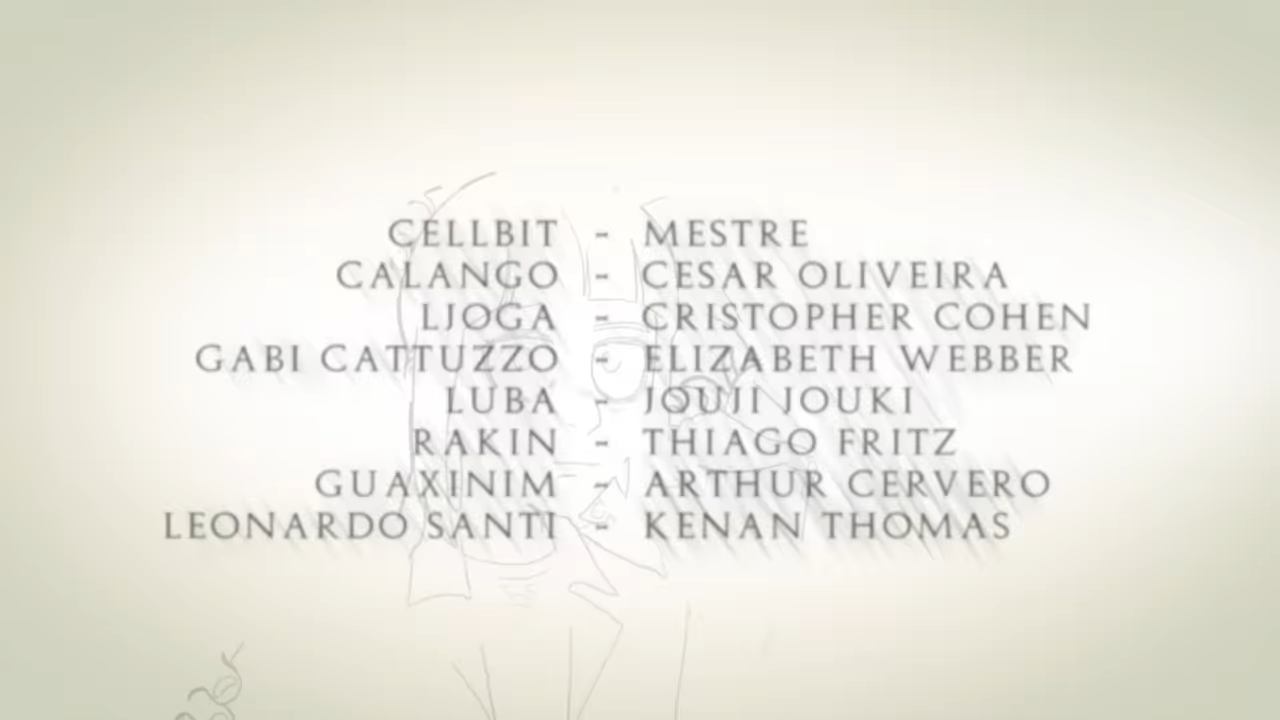 CELLBIT - MESTRE
CALANGO - CESAR OLIVEIRA
LJOGA - CRISTOPHER COHEN
GABI CATTUZZO - ELIZABETH WEBBER
LUBA - JOUJI JOUKI
RAKIN - THIAGO FRITZ
GUAXINIM - ARTHUR CERVERO
LEONARDO SANTI - KENAN THOMAS